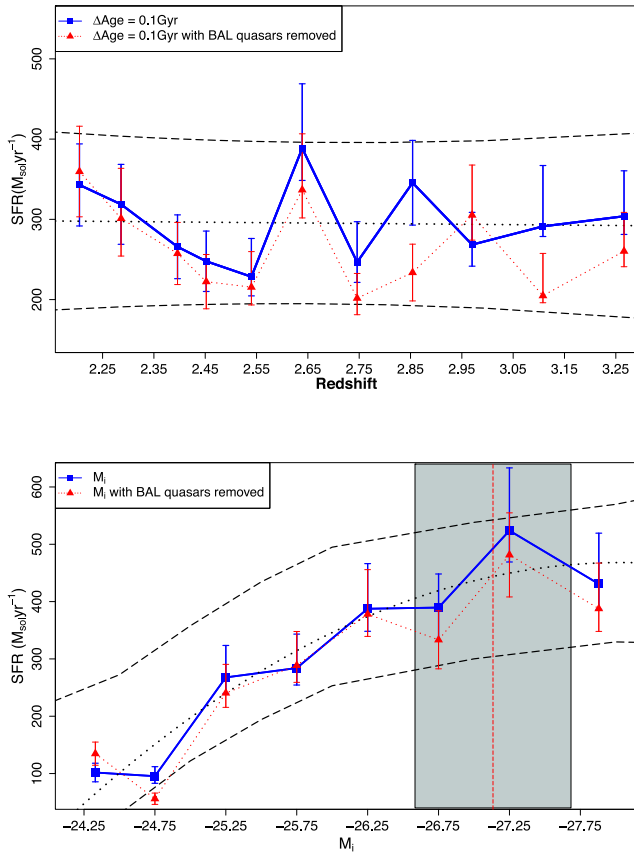 ΔAge = 0.1Gyr
ΔAge = 0.1Gyr with BAL quasars removed
SFR(M_sol yr⁻¹)
500
400
300
200
2.25 2.35 2.45 2.55 2.65 2.75 2.85 2.95 3.05 3.15 3.25
Redshift
M_i
M_i with BAL quasars removed
SFR (M_sol yr⁻¹)
600
500
400
300
200
100
−24.25 −24.75 −25.25 −25.75 −26.25 −26.75 −27.25 −27.75
M_i